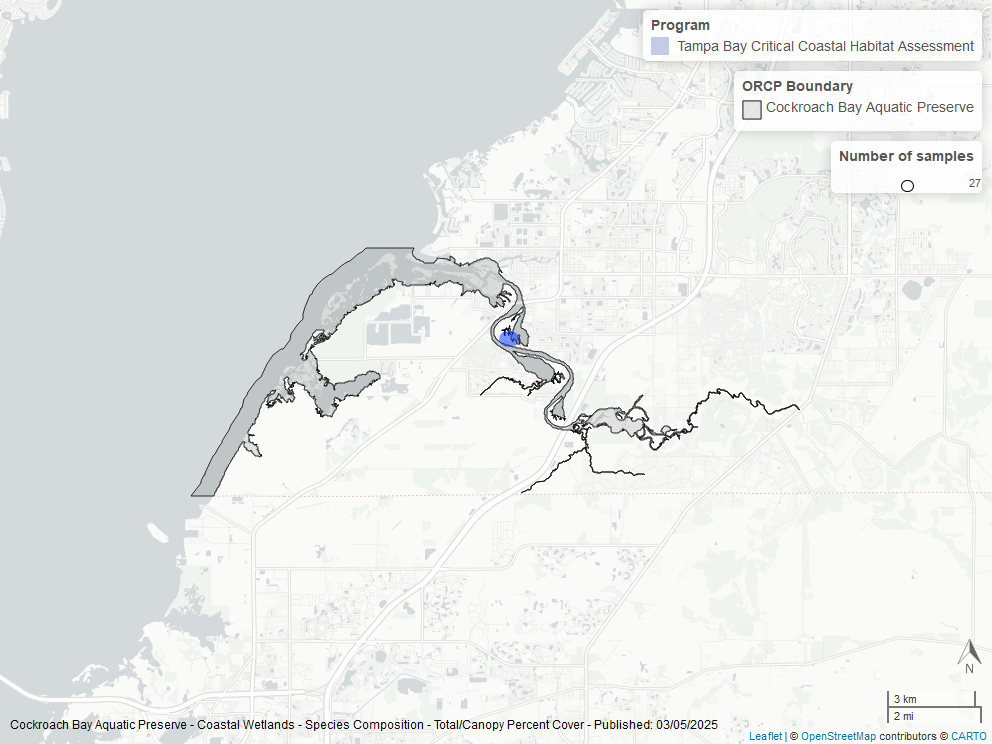 Program
Tampa Bay Critical Coastal Habitat Assessment
ORCP Boundary
Cockroach Bay Aquatic Preserve
Number of samples
27
N
3 km
2 mi
Cockroach Bay Aquatic Preserve - Coastal Wetlands - Species Composition - Total/Canopy Percent Cover - Published: 03/05/2025
Leaflet | © OpenStreetMap contributors © CARTO